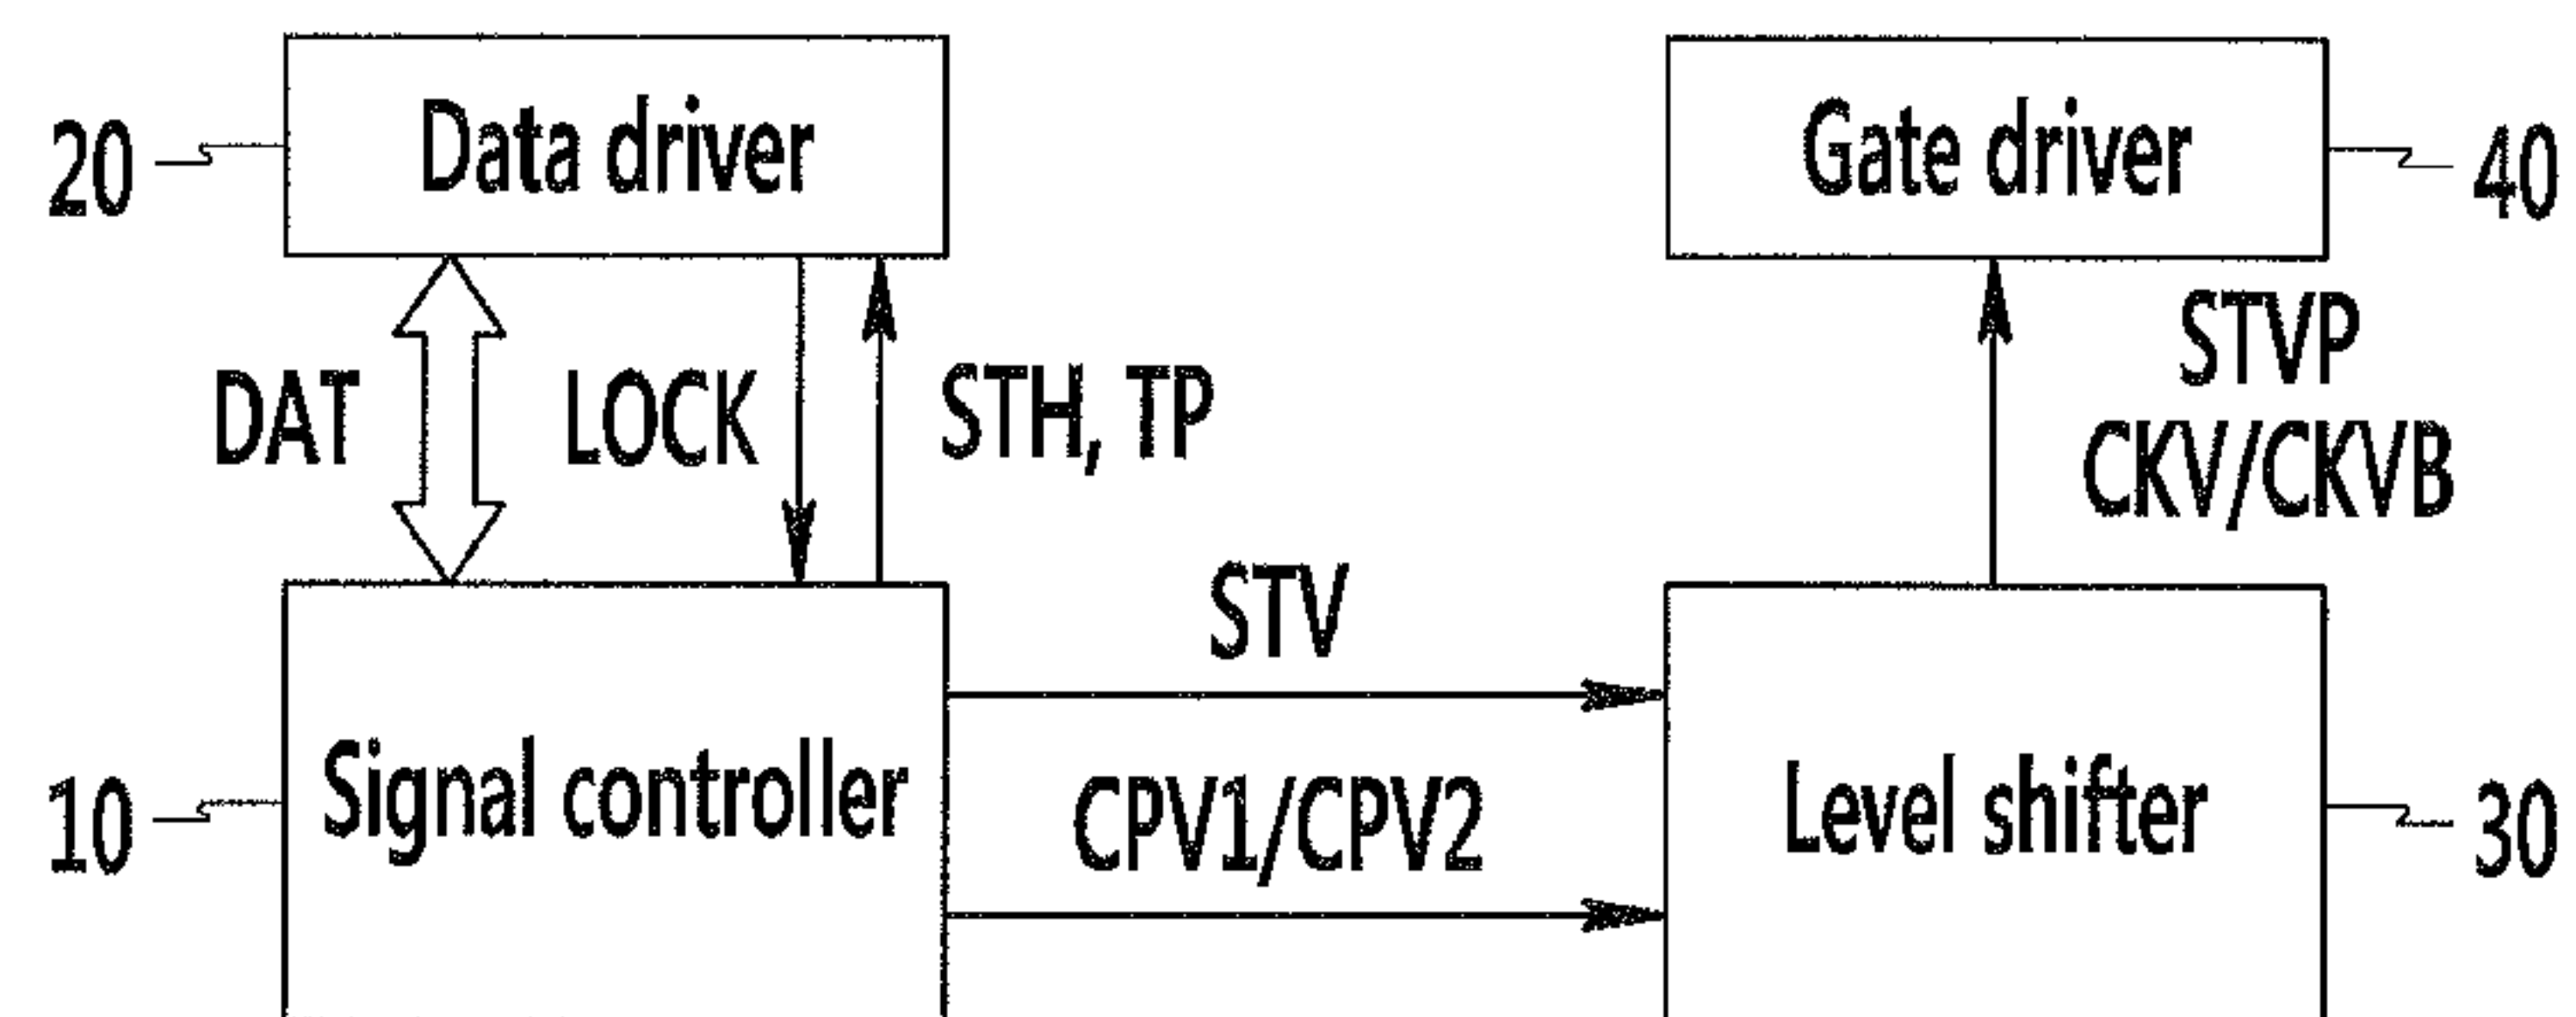 20
Data driver
Gate driver
40
DAT
LOCK
STH, TP
STVP
CKV/CKVB
STV
10
Signal controller
CPV1/CPV2
Level shifter
30